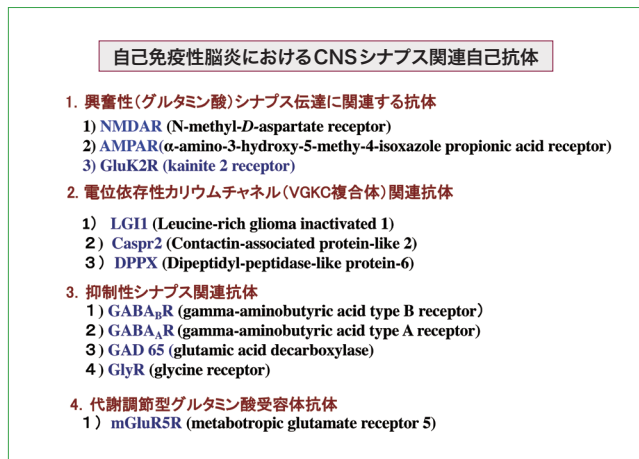 自己免疫性脳炎におけるCNSシナプス関連自己抗体
1. 興奮性(グルタミン酸)シナプス伝達に関連する抗体
1) NMDAR (N-methyl-D-aspartate receptor)
2) AMPAR(α-amino-3-hydroxy-5-methy-4-isoxazole propionic acid receptor)
3) GluK2R (kainite 2 receptor)
2. 電位依存性カリウムチャネル(VGKC複合体)関連抗体
1) LGI1 (Leucine-rich glioma inactivated 1)
2) Caspr2 (Contactin-associated protein-like 2)
3) DPPX (Dipeptidyl-peptidase-like protein-6)
3. 抑制性シナプス関連抗体
1) GABABR (gamma-aminobutyric acid type B receptor)
2) GABAAR (gamma-aminobutyric acid type A receptor)
3) GAD 65 (glutamic acid decarboxylase)
4) GlyR (glycine receptor)
4. 代謝調節型グルタミン酸受容体抗体
1) mGluR5R (metabotropic glutamate receptor 5)